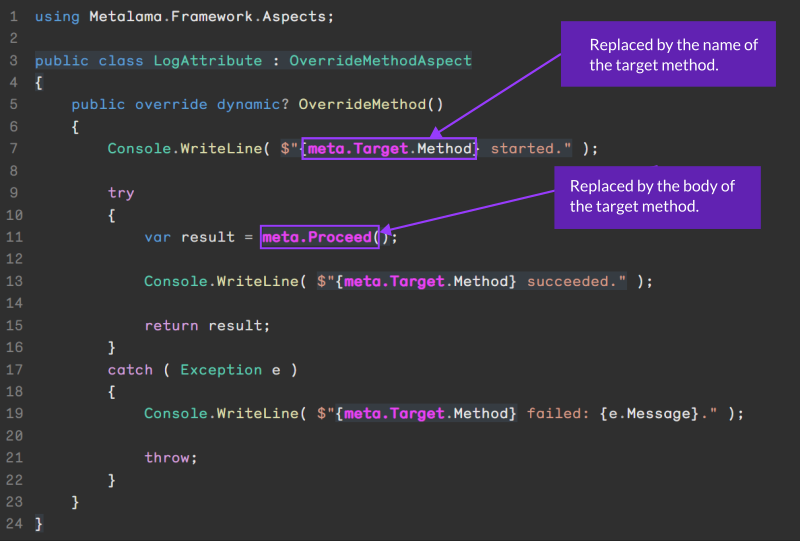 1 using Metalama.Framework.Aspects;
2
3 public class LogAttribute : OverrideMethodAspect
4 {
5 public override dynamic? OverrideMethod()
6 {
7 Console.WriteLine( $"{meta.Target.Method} started." );
8
9 try
10 {
11 var result = meta.Proceed();
12
13 Console.WriteLine( $"{meta.Target.Method} succeeded." );
14
15 return result;
16 }
17 catch ( Exception e )
18 {
19 Console.WriteLine( $"{meta.Target.Method} failed: {e.Message}." );
20
21 throw;
22 }
23 }
24 }
Replaced by the name of
the target method.
Replaced by the body of
the target method.